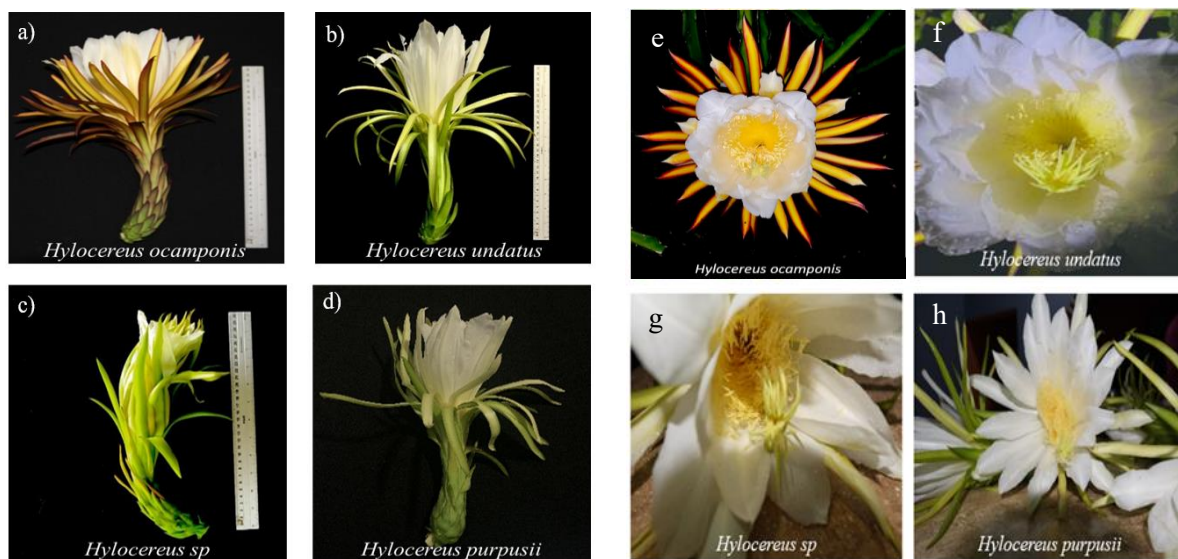 a)
Hylocereus ocamponis
b)
Hylocereus undatus
c)
Hylocereus sp
d)
Hylocereus purpusii
e
Hylocereus ocamponis
f
Hylocereus undatus
g
Hylocereus sp
h
Hylocereus purpusii